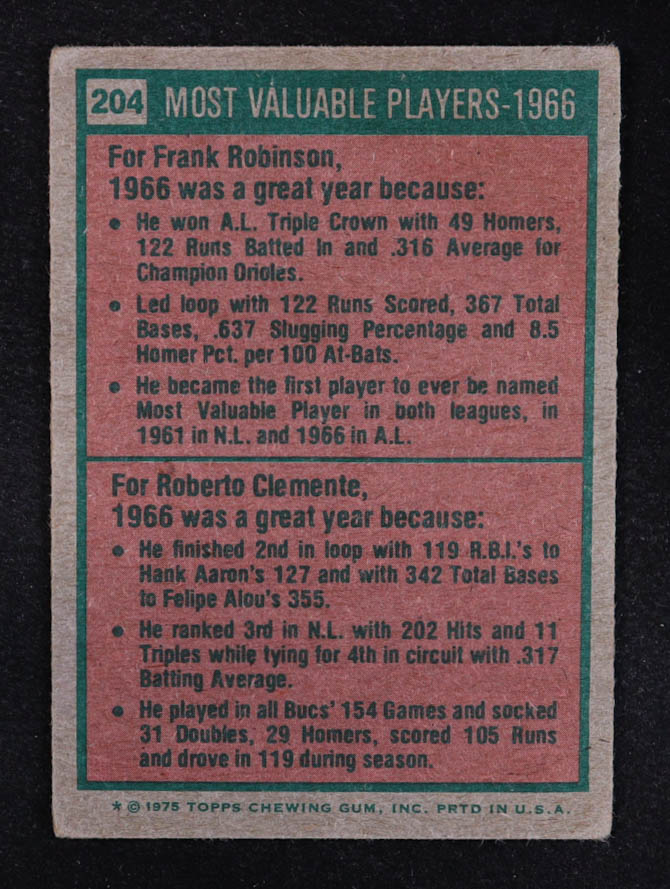 204 MOST VALUABLE PLAYERS-1966
For Frank Robinson,
1966 was a great year because:
• He won A.L. Triple Crown with 49 Homers,
122 Runs Batted In and .316 Average for
Champion Orioles.
• Led loop with 122 Runs Scored, 367 Total
Bases, .637 Slugging Percentage and 8.5
Homer Pct. per 100 At-Bats.
• He became the first player to ever be named
Most Valuable Player in both leagues, in
1961 in N.L. and 1966 in A.L.
For Roberto Clemente,
1966 was a great year because:
• He finished 2nd in loop with 119 R.B.I.'s to
Hank Aaron's 127 and with 342 Total Bases
to Felipe Alou's 355.
• He ranked 3rd in N.L. with 202 Hits and 11
Triples while tying for 4th in circuit with .317
Batting Average.
• He played in all Bucs' 154 Games and socked
31 Doubles, 29 Homers, scored 105 Runs
and drove in 119 during season.
* © 1975 TOPPS CHEWING GUM, INC. PRTD IN U.S.A.